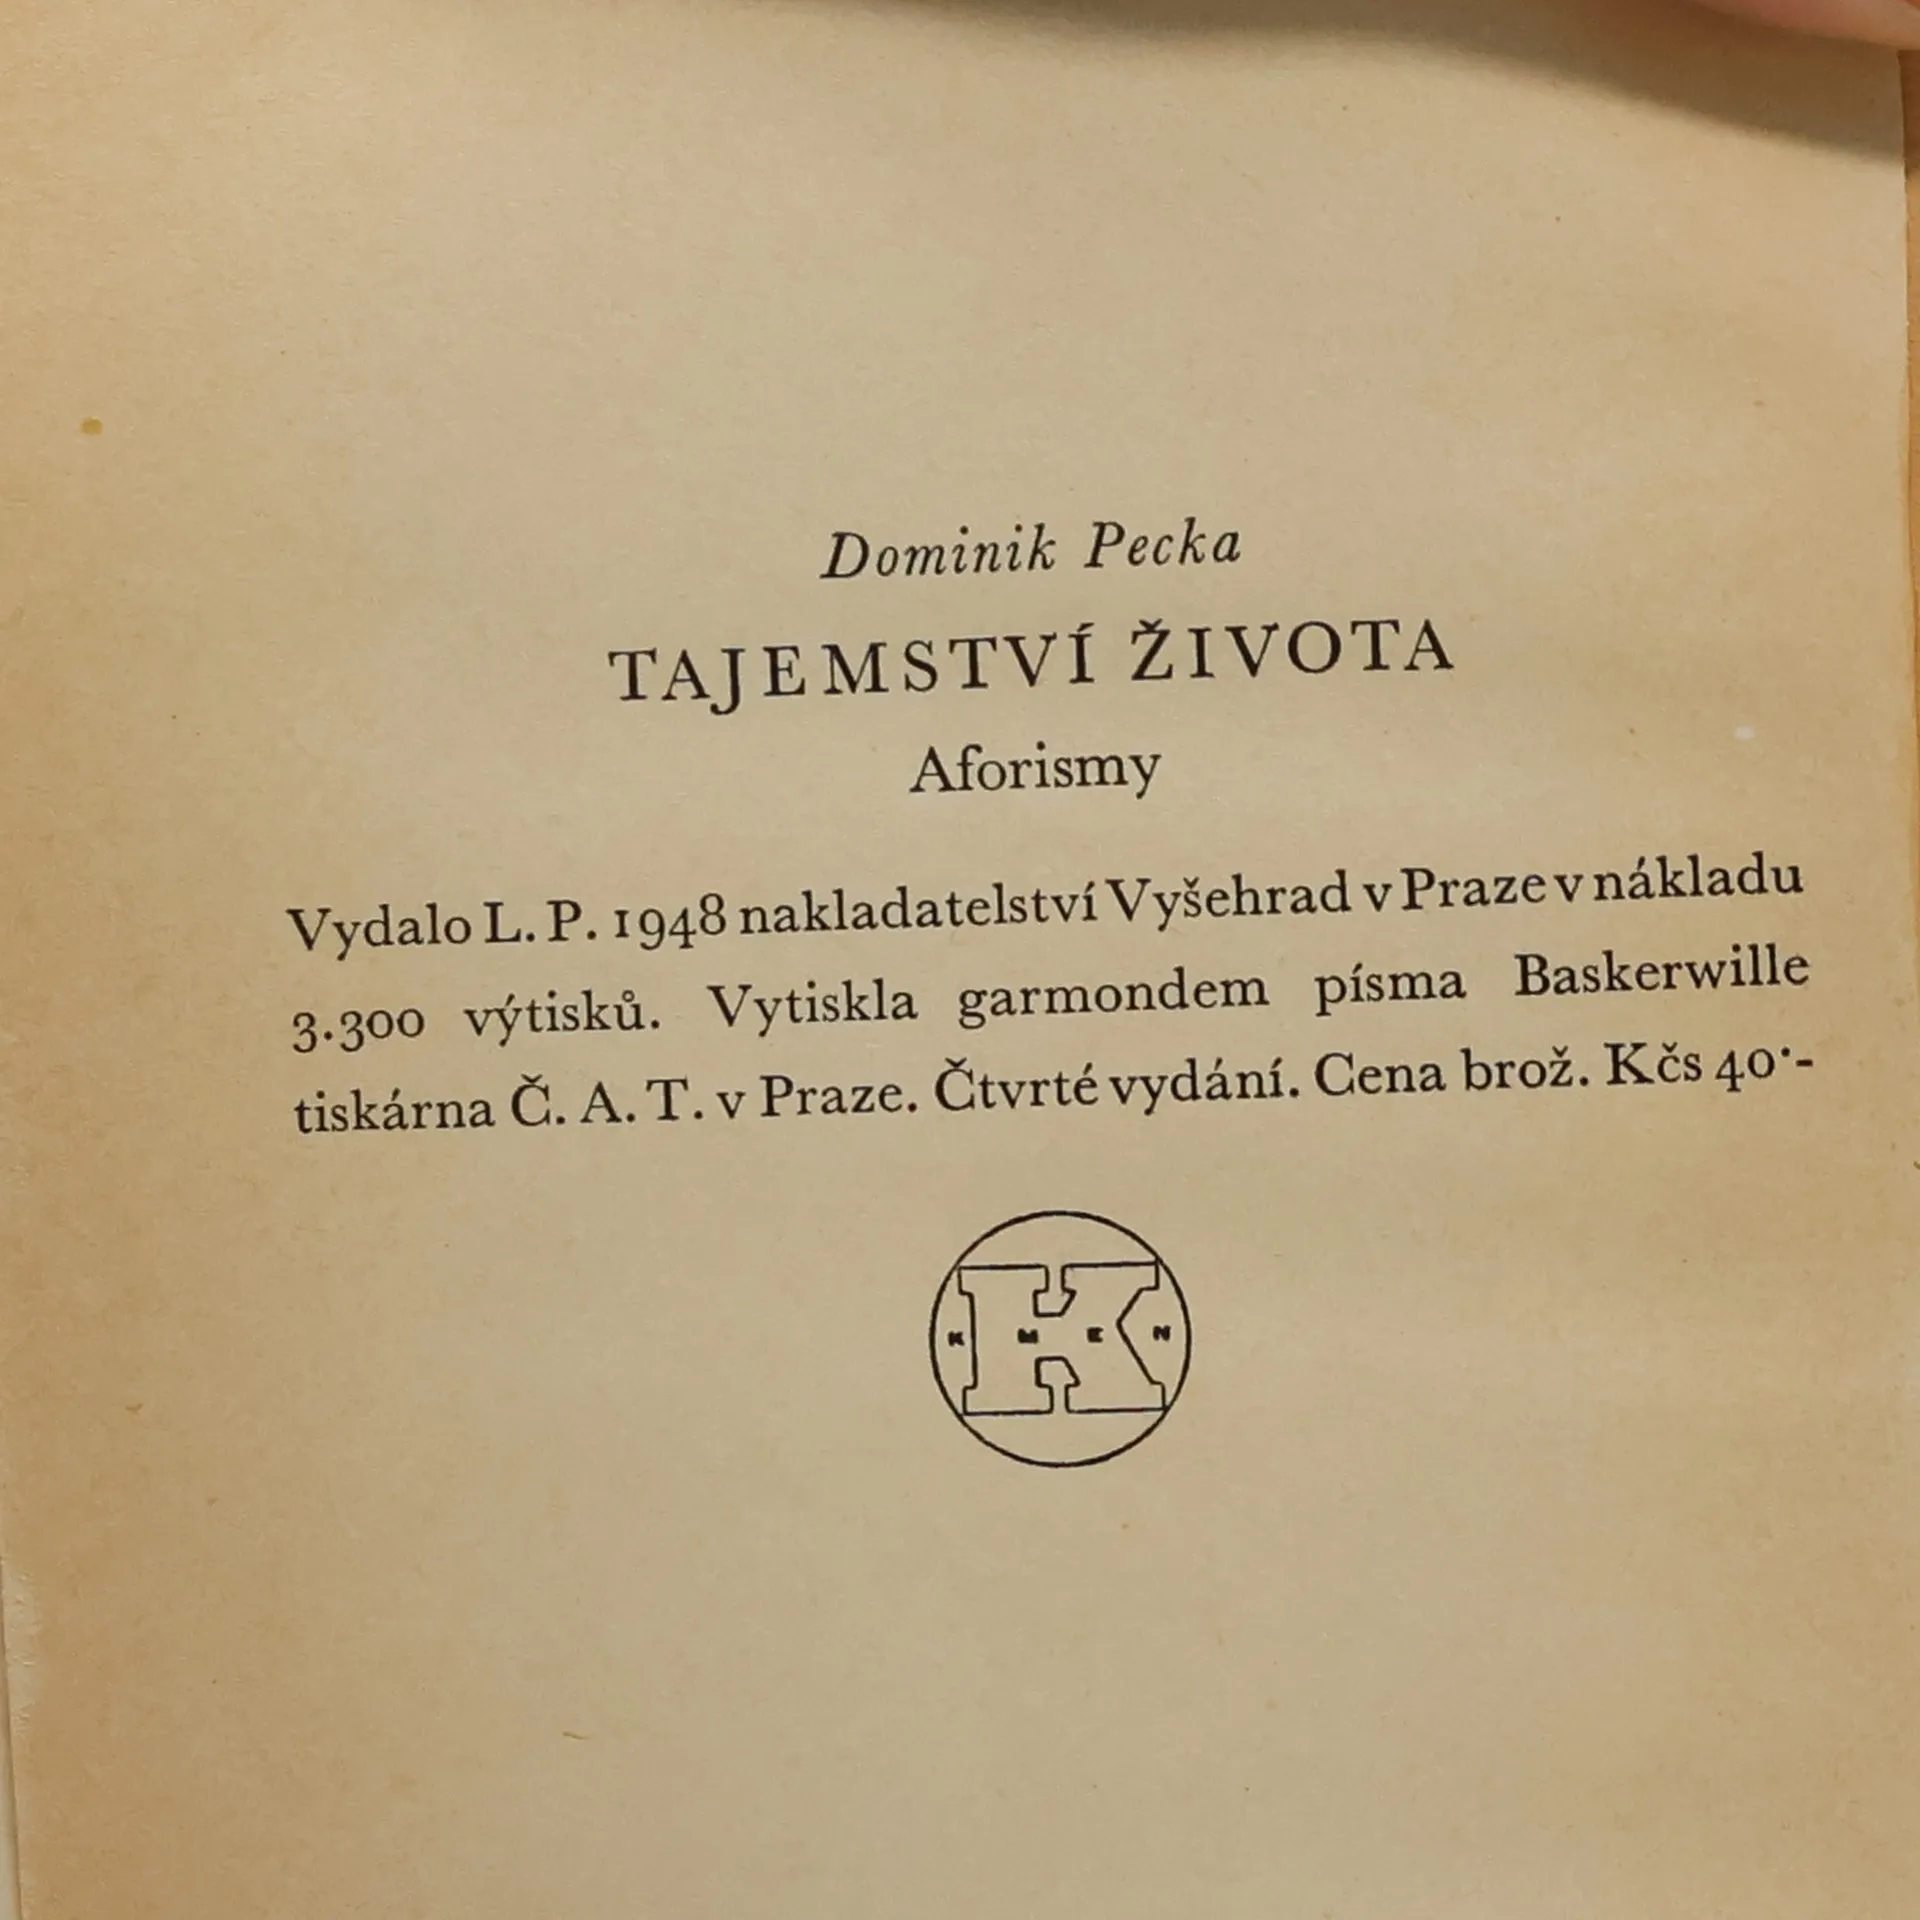 Dominik Pecka
TAJEMSTVÍ ŽIVOTA
Aforismy
Vydalo L. P. 1948 nakladatelství Vyšehrad v Praze v nákladu
3.300 výtisků. Vytiskla garmondem písma Baskerwille
tiskárna Č. A. T. v Praze. Čtvrté vydání. Cena brož. Kčs 40·-
K M E N